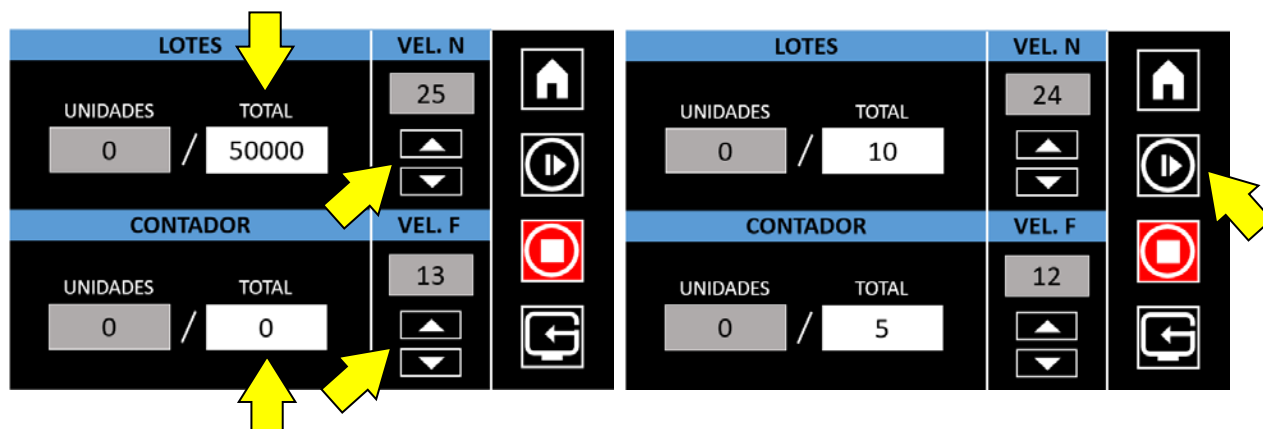 LOTES VEL. N
25
UNIDADES TOTAL
0 / 50000
CONTADOR VEL. F
13
UNIDADES TOTAL
0 / 0
LOTES VEL. N
24
UNIDADES TOTAL
0 / 10
CONTADOR VEL. F
12
UNIDADES TOTAL
0 / 5